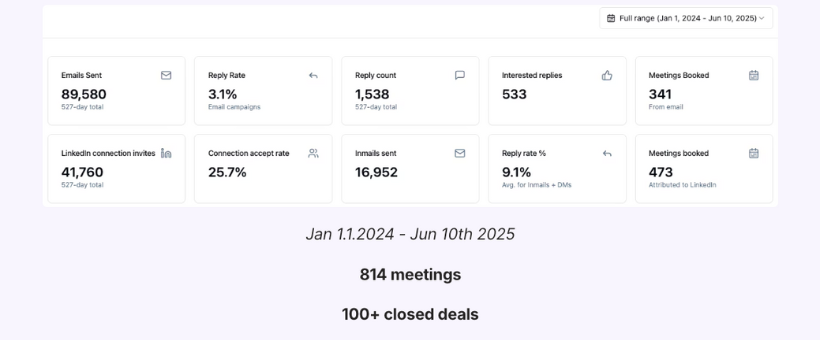 Full range (Jan 1, 2024 - Jun 10, 2025)
Emails Sent
89,580
527-day total
Reply Rate
3.1%
Email campaigns
Reply count
1,538
527-day total
Interested replies
533
Meetings Booked
341
From email
LinkedIn connection invites
41,760
527-day total
Connection accept rate
25.7%
Inmails sent
16,952
Reply rate %
9.1%
Avg. for Inmails + DMs
Meetings booked
473
Attributed to LinkedIn
Jan 1.1.2024 - Jun 10th 2025
814 meetings
100+ closed deals